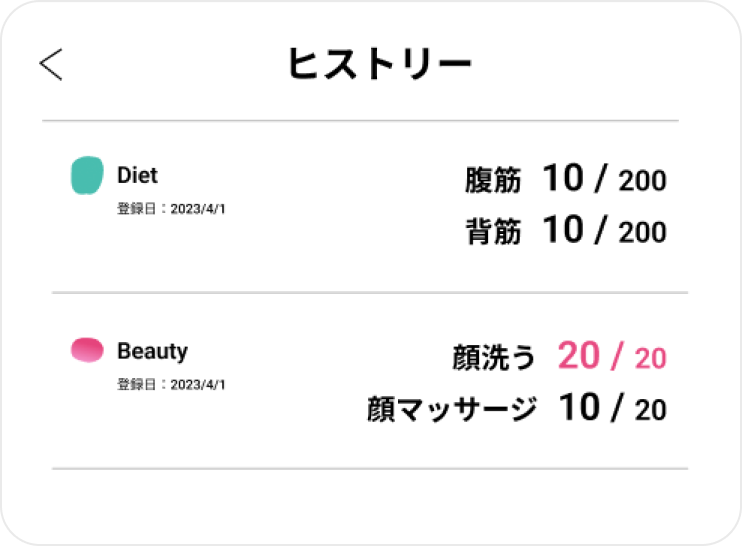 ヒストリー
Diet
登録日：2023/4/1
腹筋 10 / 200
背筋 10 / 200
Beauty
登録日：2023/4/1
顔洗う 20 / 20
顔マッサージ 10 / 20